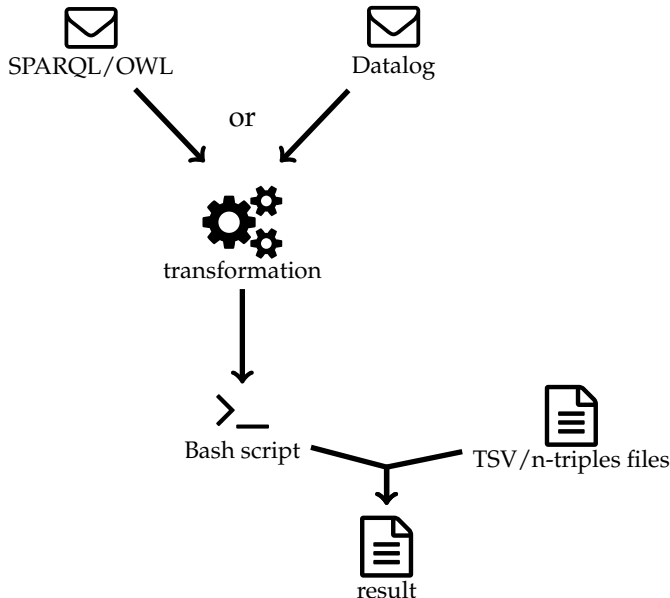 SPARQL/OWL
Datalog
or
transformation
Bash script
TSV/n-triples files
result